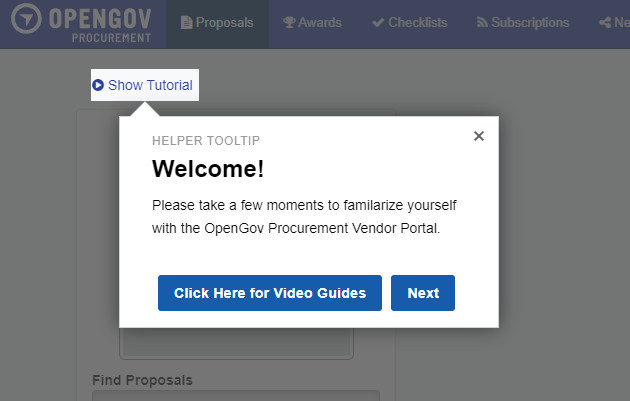 OPENGOV
PROCUREMENT
Proposals Awards Checklists Subscriptions Ne
Show Tutorial
HELPER TOOLTIP
Welcome!
Please take a few moments to familarize yourself
with the OpenGov Procurement Vendor Portal.
Click Here for Video Guides Next
Find Proposals